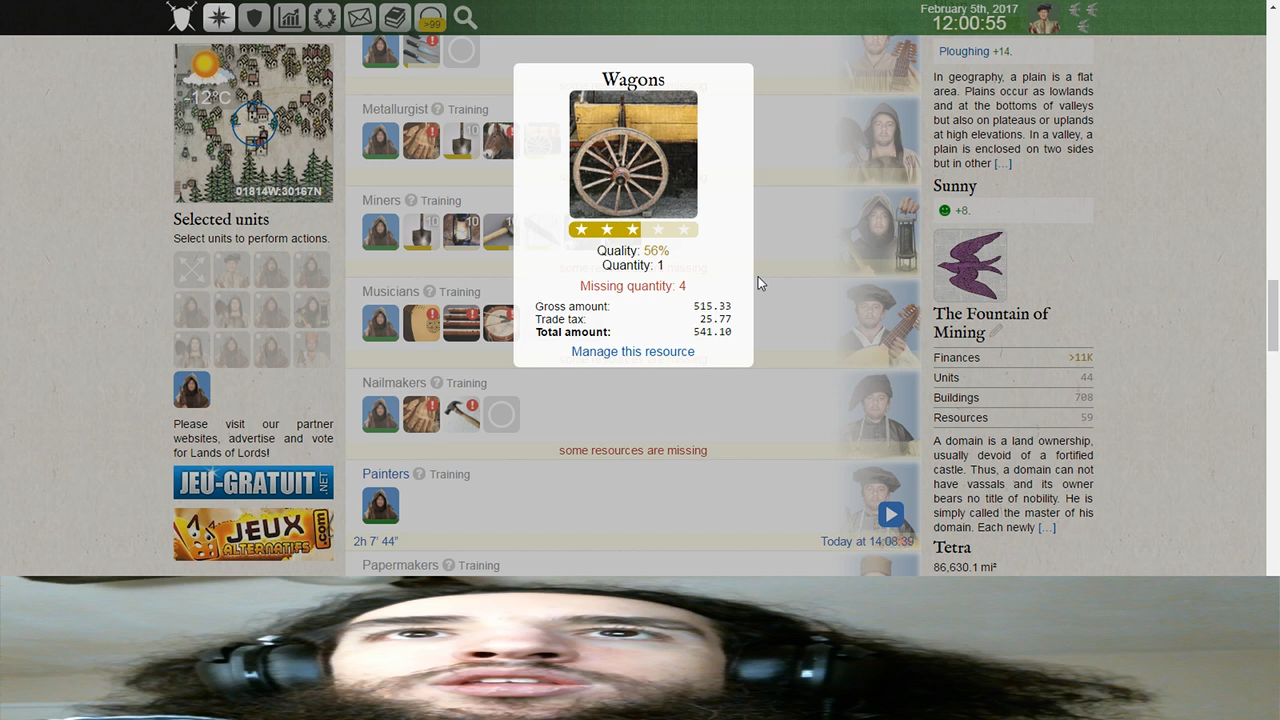 February 5th, 2017
12:00:55
>99
-12°C
01814W:30167N
Selected units
Select units to perform actions.
Please visit our partner
websites, advertise and vote
for Lands of Lords!
JEU-GRATUIT.NET
JEUX
ALTERNATIFS.com
Metallurgist ? Training
10
Miners ? Training
10
10
10
Musicians ? Training
Nailmakers ? Training
some resources are missing
Painters ? Training
2h 7' 44"
Today at 14:08:39
Papermakers ? Training
Wagons
Quality: 56%
Quantity: 1
Missing quantity: 4
Gross amount: 515.33
Trade tax: 25.77
Total amount: 541.10
Manage this resource
Ploughing +14.
In geography, a plain is a flat
area. Plains occur as lowlands
and at the bottoms of valleys
but also on plateaus or uplands
at high elevations. In a valley, a
plain is enclosed on two sides
but in other [...]
Sunny
+8.
The Fountain of
Mining
Finances >11K
Units 44
Buildings 708
Resources 59
A domain is a land ownership,
usually devoid of a fortified
castle. Thus, a domain can not
have vassals and its owner
bears no title of nobility. He is
simply called the master of his
domain. Each newly [...]
Tetra
86,630.1 mi²